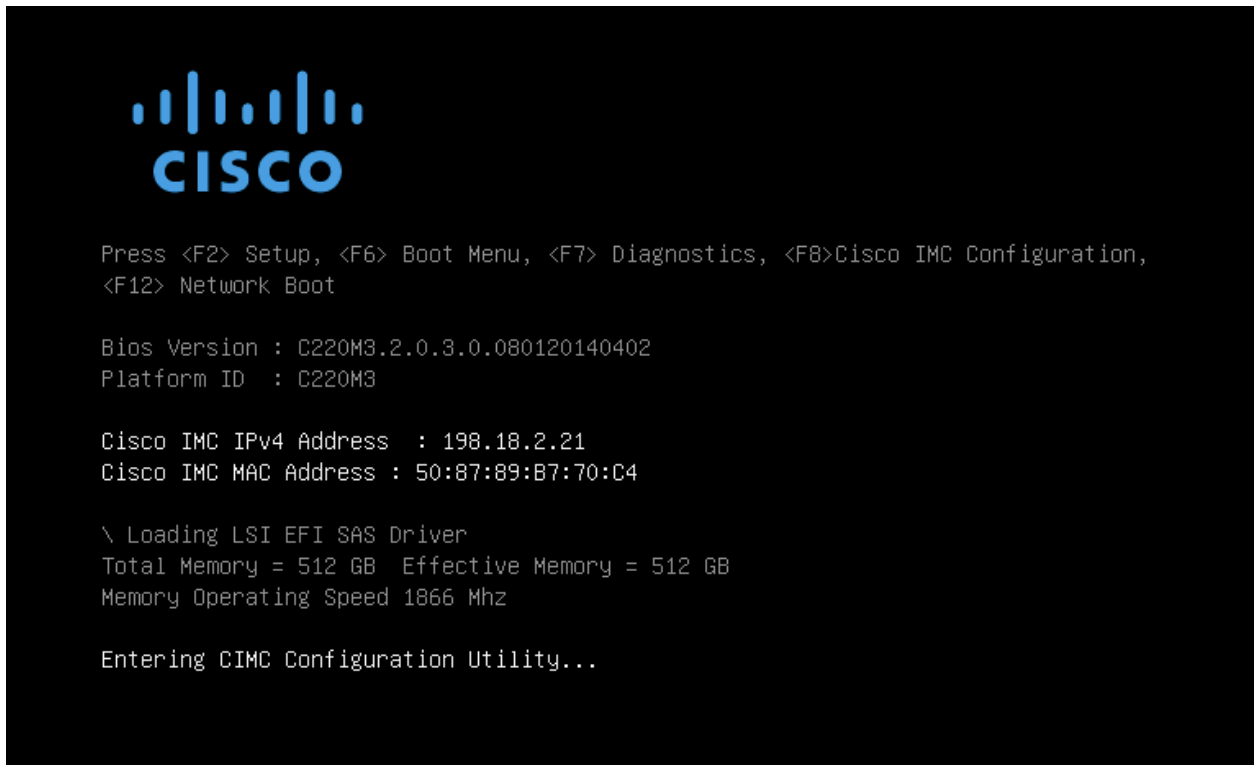 CISCO
Press <F2> Setup, <F6> Boot Menu, <F7> Diagnostics, <F8>Cisco IMC Configuration,
<F12> Network Boot
Bios Version : C220M3.2.0.3.0.080120140402
Platform ID  : C220M3
Cisco IMC IPv4 Address  : 198.18.2.21
Cisco IMC MAC Address : 50:87:89:B7:70:C4
\ Loading LSI EFI SAS Driver
Total Memory = 512 GB  Effective Memory = 512 GB
Memory Operating Speed 1866 Mhz
Entering CIMC Configuration Utility...